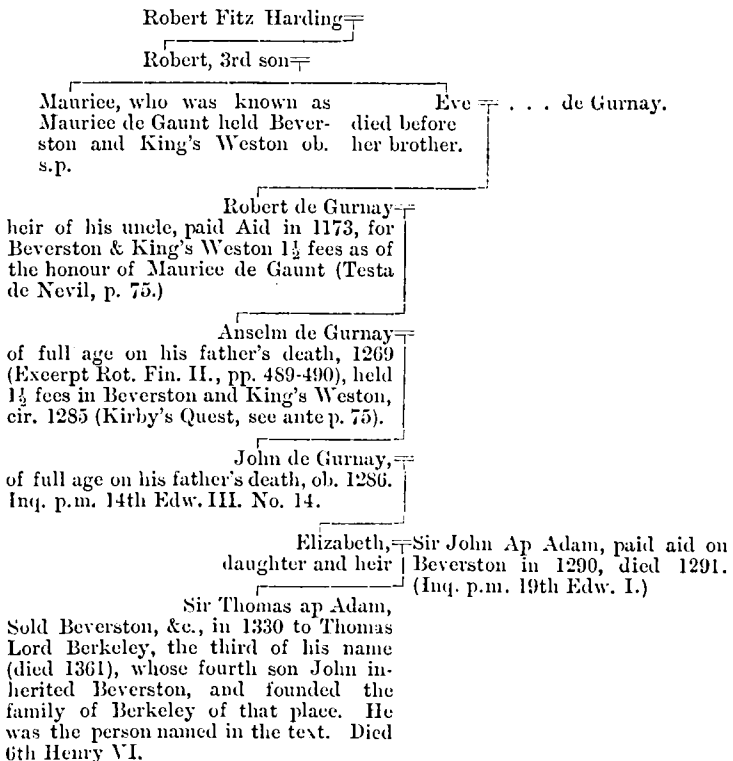 Robert Fitz Harding
Robert, 3rd son
Maurice, who was known as
Maurice de Gaunt held Bever-
ston and King's Weston ob.
s.p.
Eve . . . de Gurnay.
died before
her brother.
Robert de Gurnay
heir of his uncle, paid Aid in 1173, for
Beverston & King's Weston 1½ fees as of
the honour of Maurice de Gaunt (Testa
de Nevil, p. 75.)
Anselm de Gurnay
of full age on his father's death, 1269
(Excerpt Rot. Fin. II., pp. 489-490), held
1½ fees in Beverston and King's Weston,
cir. 1285 (Kirby's Quest, see ante p. 75).
John de Gurnay,
of full age on his father's death, ob. 1286.
Inq. p.m. 14th Edw. III. No. 14.
Elizabeth,
daughter and heir
Sir John Ap Adam, paid aid on
Beverston in 1290, died 1291.
(Inq. p.m. 19th Edw. I.)
Sir Thomas ap Adam,
Sold Beverston, &c., in 1330 to Thomas
Lord Berkeley, the third of his name
(died 1361), whose fourth son John in-
herited Beverston, and founded the
family of Berkeley of that place. He
was the person named in the text. Died
6th Henry VI.